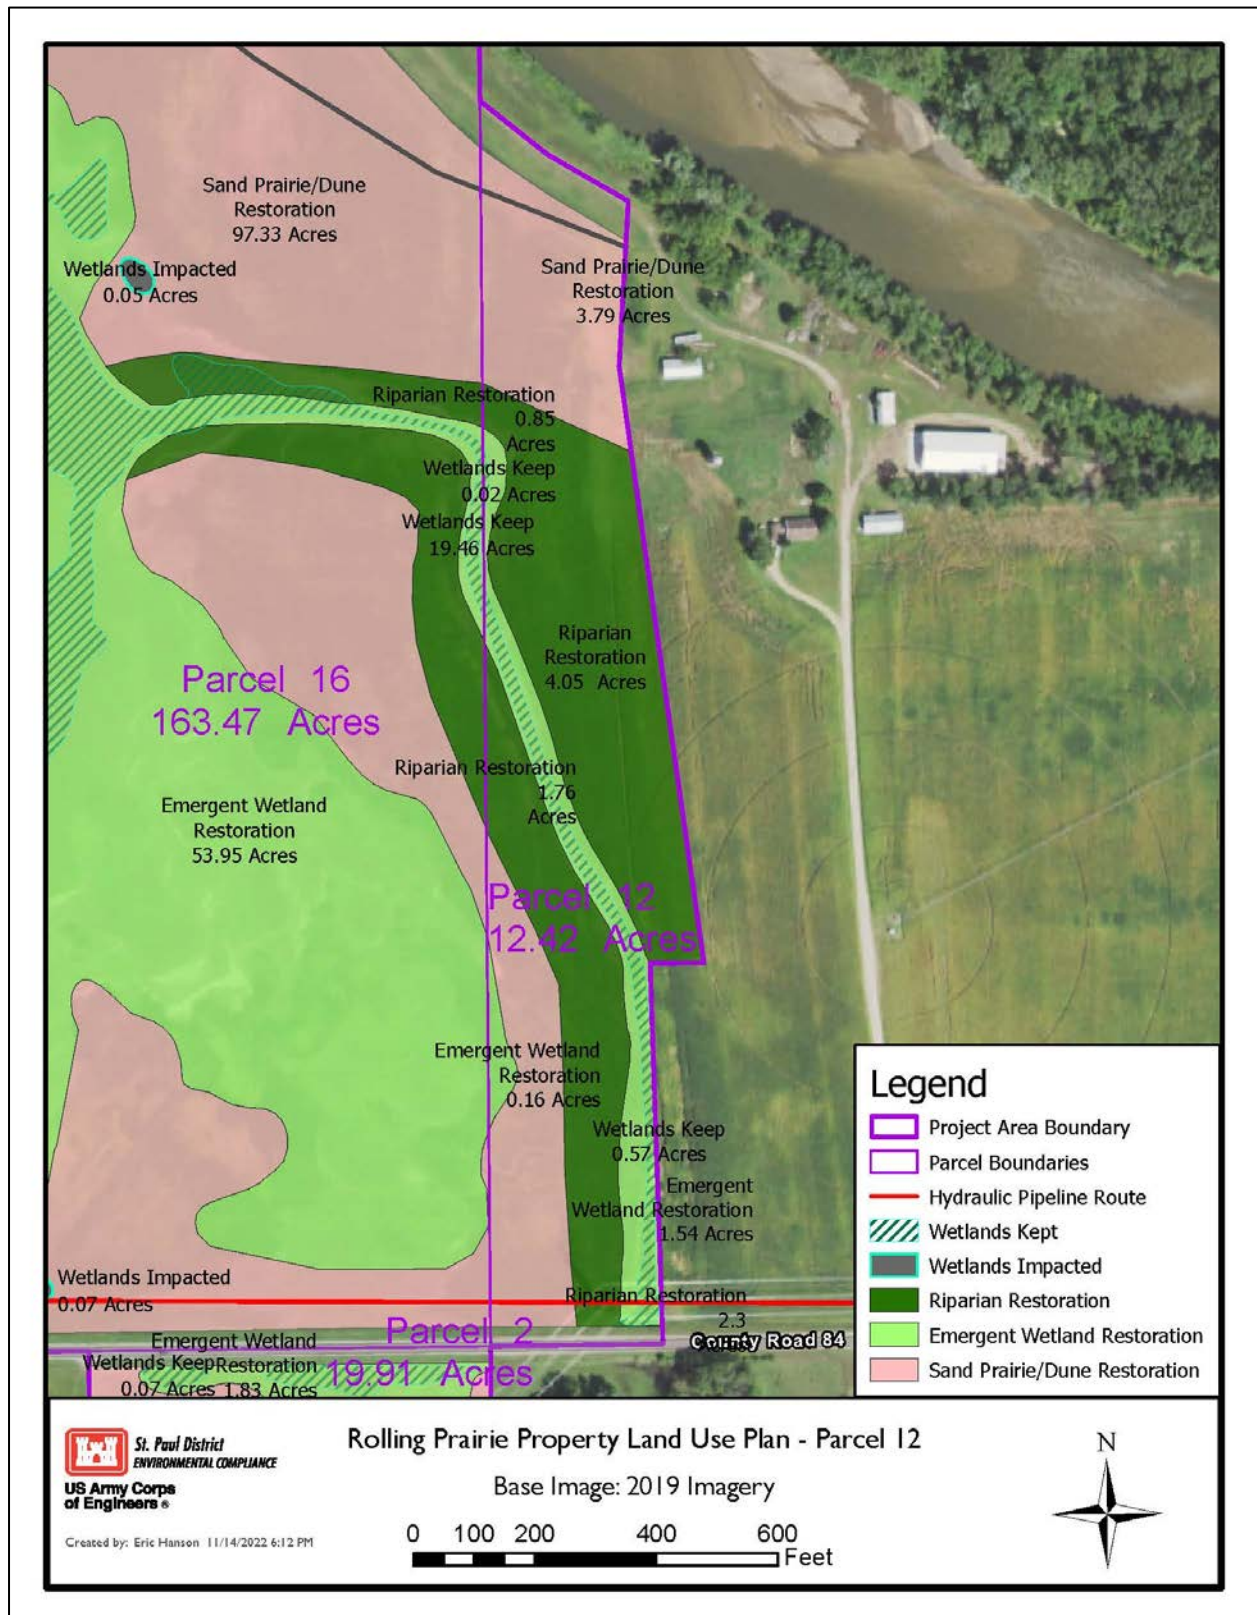 Sand Prairie/Dune
Restoration
97.33 Acres
Wetlands Impacted
0.05 Acres
Sand Prairie/Dune
Restoration
3.79 Acres
Riparian Restoration
0.85
Acres
Wetlands Keep
0.02 Acres
Wetlands Keep
19.46 Acres
Riparian
Restoration
4.05 Acres
Parcel 16
163.47 Acres
Riparian Restoration
1.76
Acres
Emergent Wetland
Restoration
53.95 Acres
Parcel 12
12.42 Acres
Emergent Wetland
Restoration
0.16 Acres
Wetlands Keep
0.57 Acres
Emergent
Wetland Restoration
1.54 Acres
Wetlands Impacted
0.07 Acres
Riparian Restoration
2.3
County Road 84
Parcel 2
19.91 Acres
Emergent Wetland
Restoration
1.83 Acres
Wetlands Keep
0.07 Acres
Legend
Project Area Boundary
Parcel Boundaries
Hydraulic Pipeline Route
Wetlands Kept
Wetlands Impacted
Riparian Restoration
Emergent Wetland Restoration
Sand Prairie/Dune Restoration
St. Paul District
ENVIRONMENTAL COMPLIANCE
US Army Corps
of Engineers ®
Created by: Eric Hanson 11/14/2022 6:12 PM
Rolling Prairie Property Land Use Plan - Parcel 12
Base Image: 2019 Imagery
0 100 200 400 600
Feet
N